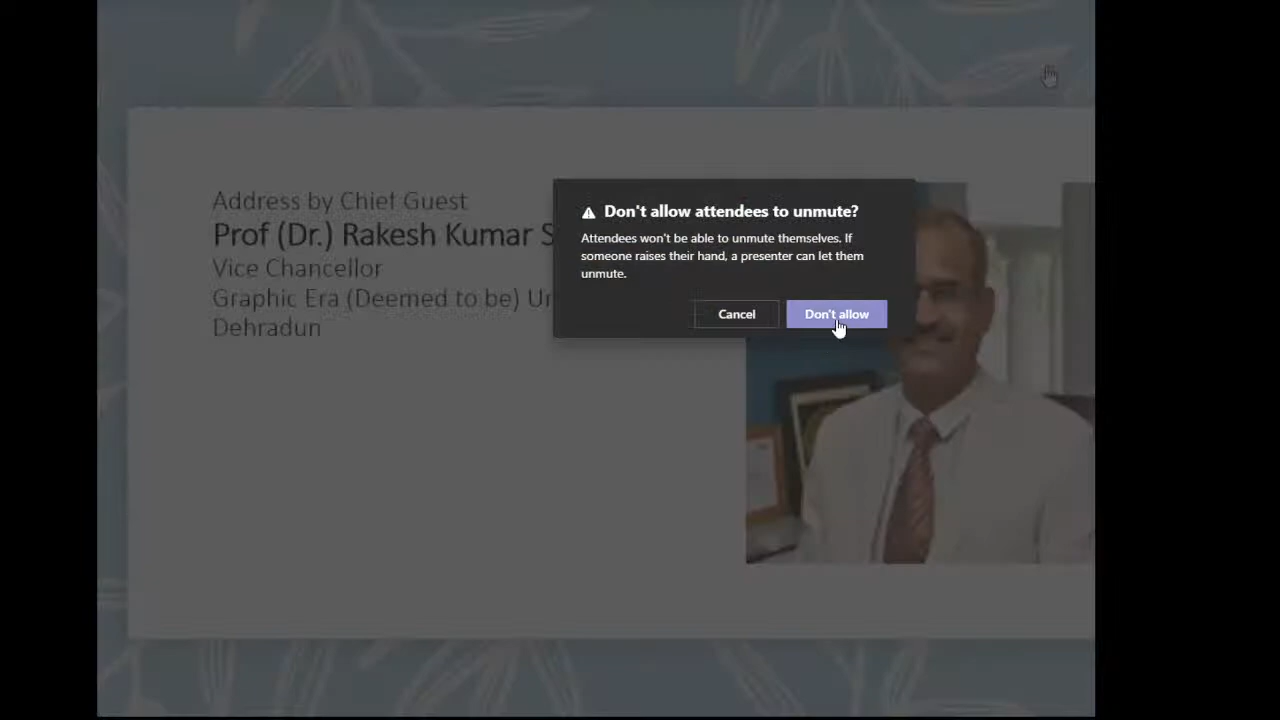 Address by Chief Guest
Prof (Dr.) Rakesh Kumar
Vice Chancellor
Graphic Era (Deemed to be)
Dehradun
Don't allow attendees to unmute?
Attendees won't be able to unmute themselves. If
someone raises their hand, a presenter can let them
unmute.
Cancel
Don't allow